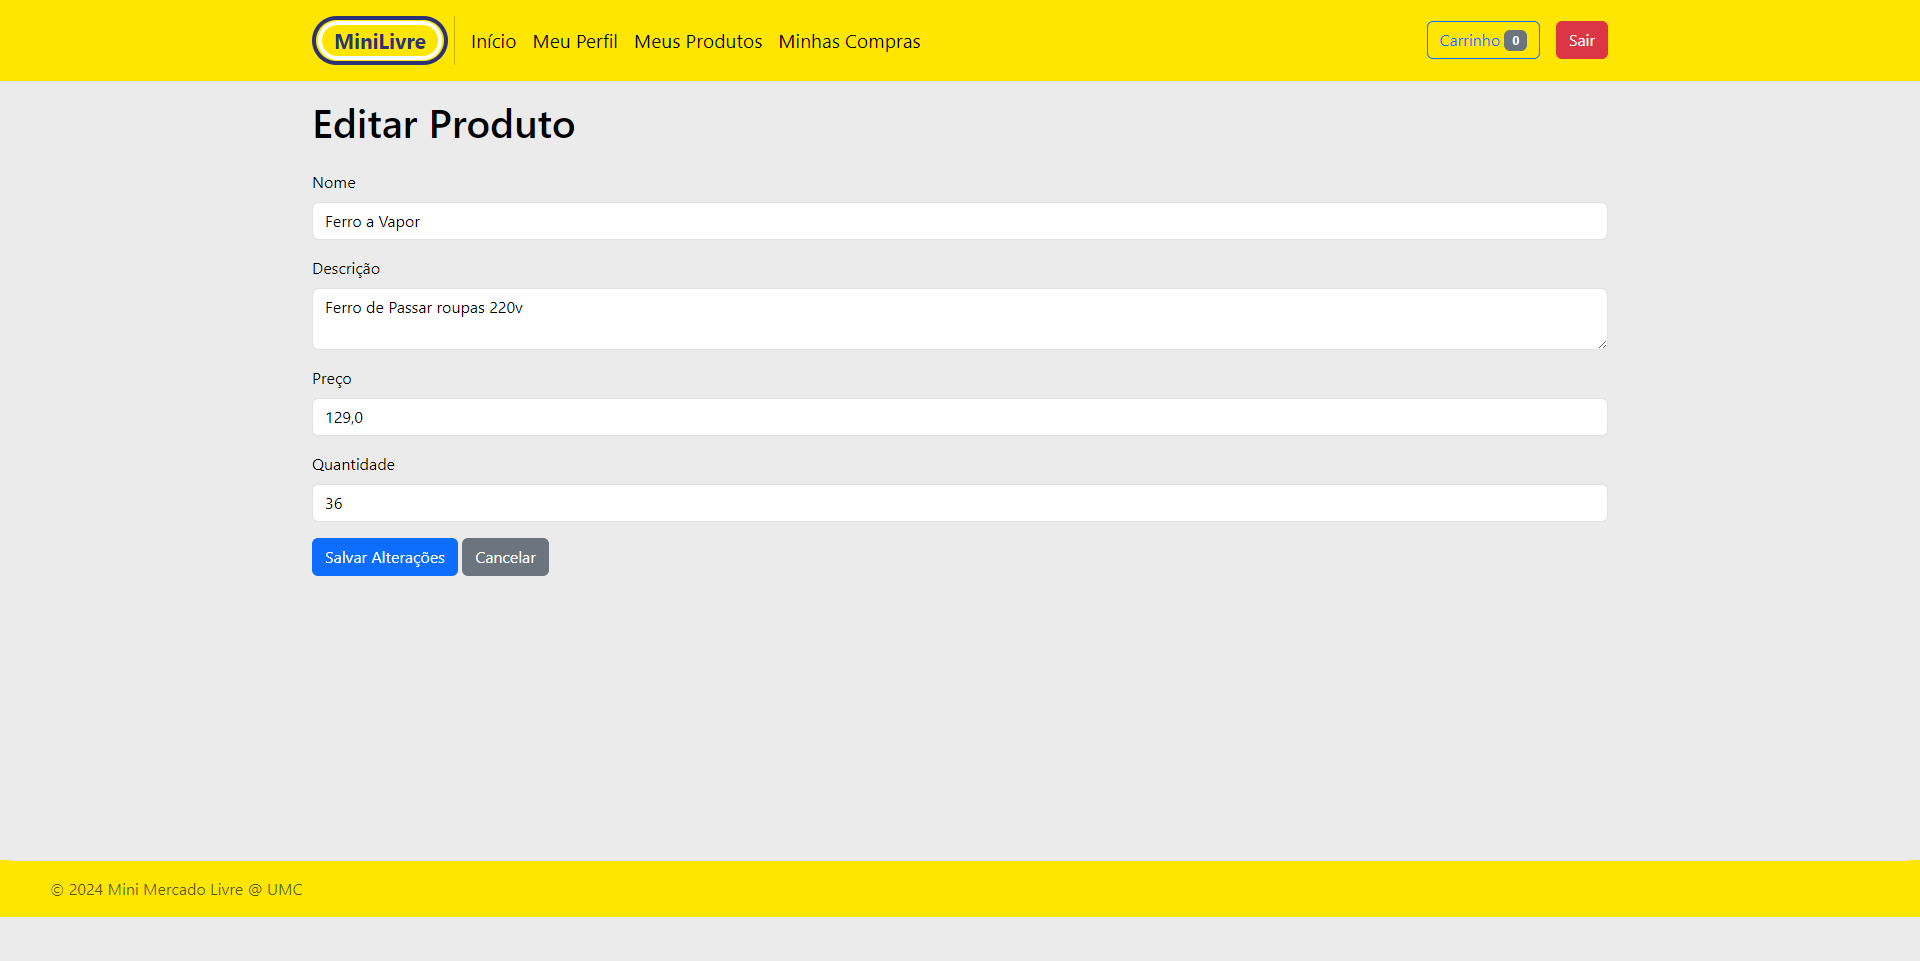 MiniLivre
Início
Meu Perfil
Meus Produtos
Minhas Compras
Carrinho 0
Sair
Editar Produto
Nome
Ferro a Vapor
Descrição
Ferro de Passar roupas 220v
Preço
129,0
Quantidade
36
Salvar Alterações
Cancelar
© 2024 Mini Mercado Livre @ UMC